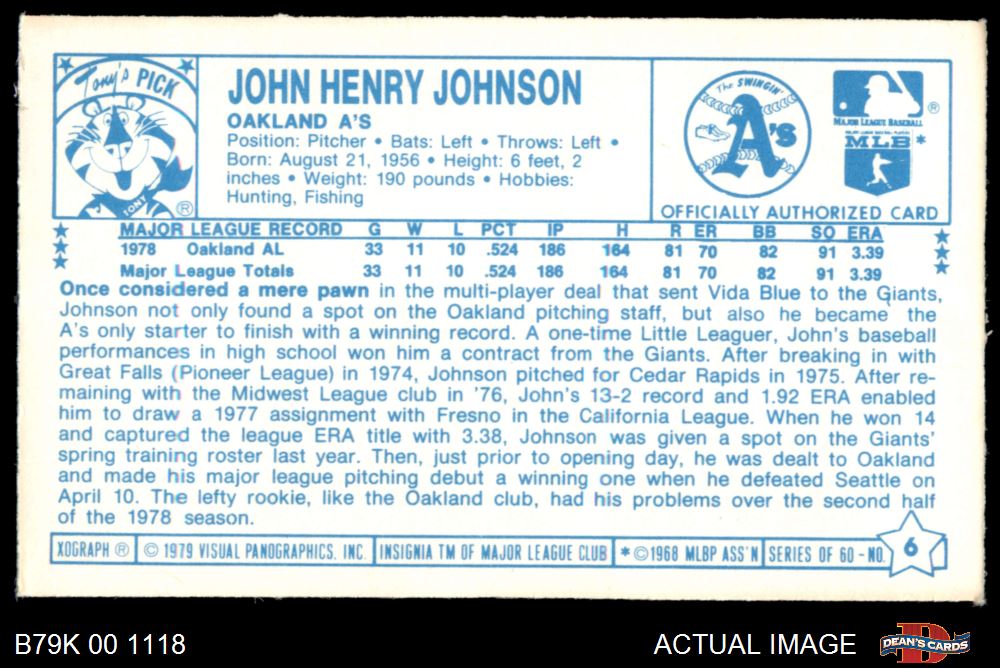 Tony's PICK
TONY
®
JOHN HENRY JOHNSON
OAKLAND A'S
Position: Pitcher • Bats: Left • Throws: Left •
Born: August 21, 1956 • Height: 6 feet, 2
inches • Weight: 190 pounds • Hobbies:
Hunting, Fishing
The SWINGIN'
A's
®
MAJOR LEAGUE BASEBALL
MAJOR LEAGUE BASEBALL PLAYERS
MLB *
OFFICIALLY AUTHORIZED CARD
MAJOR LEAGUE RECORD G W L PCT IP H R ER BB SO ERA
1978 Oakland AL 33 11 10 .524 186 164 81 70 82 91 3.39
Major League Totals 33 11 10 .524 186 164 81 70 82 91 3.39
Once considered a mere pawn in the multi-player deal that sent Vida Blue to the Giants,
Johnson not only found a spot on the Oakland pitching staff, but also he became the
A's only starter to finish with a winning record. A one-time Little Leaguer, John's baseball
performances in high school won him a contract from the Giants. After breaking in with
Great Falls (Pioneer League) in 1974, Johnson pitched for Cedar Rapids in 1975. After re-
maining with the Midwest League club in '76, John's 13-2 record and 1.92 ERA enabled
him to draw a 1977 assignment with Fresno in the California League. When he won 14
and captured the league ERA title with 3.38, Johnson was given a spot on the Giants'
spring training roster last year. Then, just prior to opening day, he was dealt to Oakland
and made his major league pitching debut a winning one when he defeated Seattle on
April 10. The lefty rookie, like the Oakland club, had his problems over the second half
of the 1978 season.
XOGRAPH ® © 1979 VISUAL PANOGRAPHICS, INC. INSIGNIA TM OF MAJOR LEAGUE CLUB * ©1968 MLBP ASS'N SERIES OF 60 - NO. 6
B79K 00 1118
ACTUAL IMAGE
D
DEAN'S CARDS